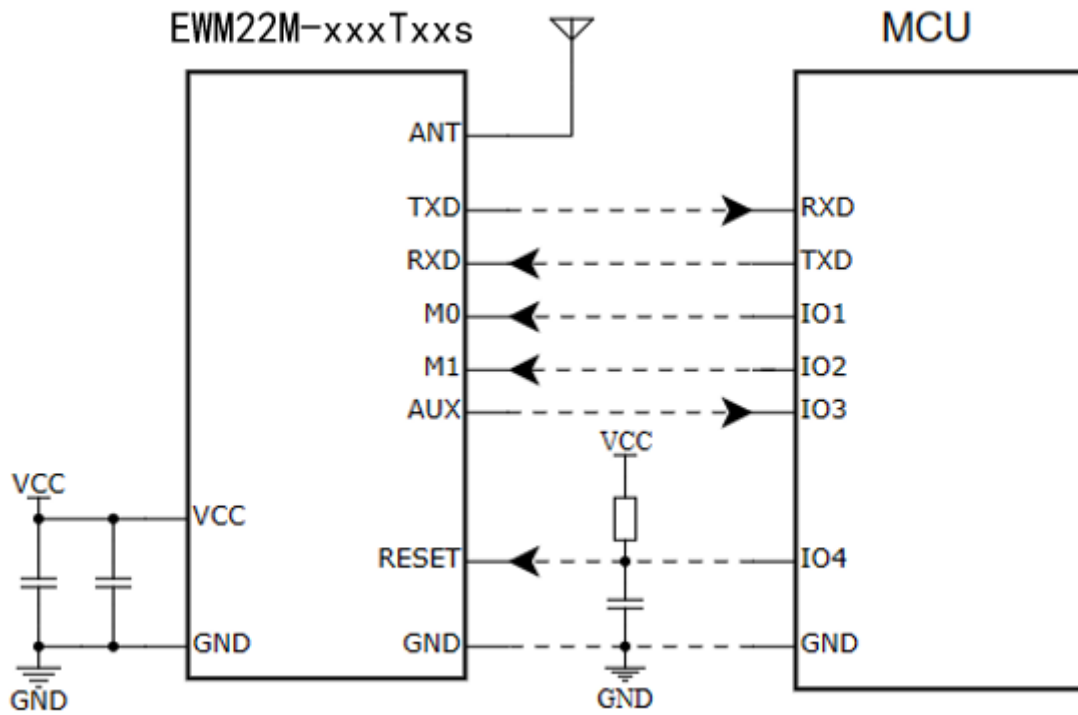 EWM22M-xxxTxxs
MCU
ANT
TXD
RXD
RXD
TXD
M0
IO1
M1
IO2
AUX
IO3
VCC
VCC
VCC
RESET
IO4
GND
GND
GND
GND
GND